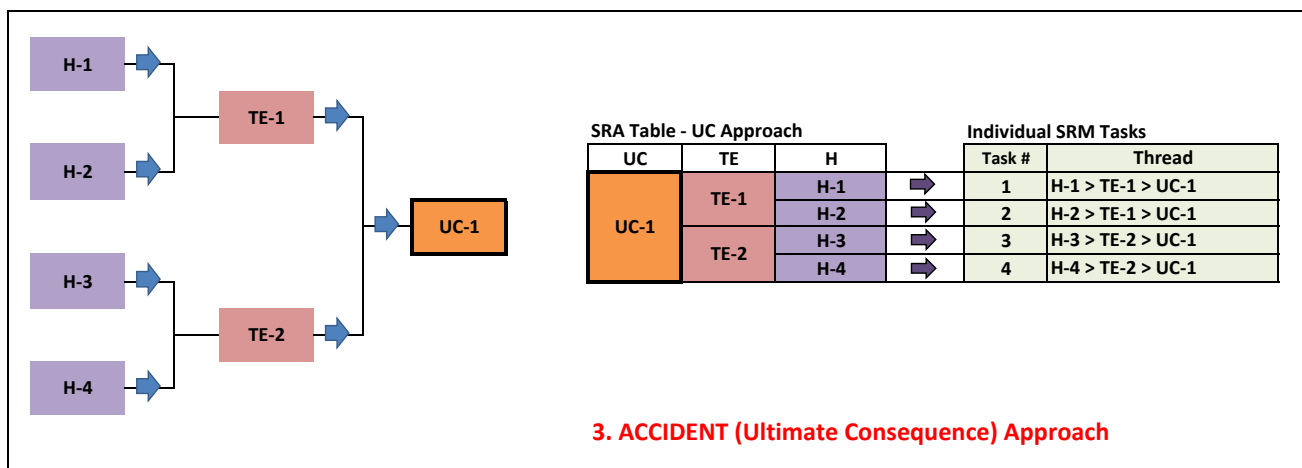 H-1
H-2
TE-1
UC-1
H-3
TE-2
H-4
SRA Table - UC Approach
UC TE H
UC-1 TE-1 H-1
H-2
TE-2 H-3
H-4
Individual SRM Tasks
Task # Thread
1 H-1 > TE-1 > UC-1
2 H-2 > TE-1 > UC-1
3 H-3 > TE-2 > UC-1
4 H-4 > TE-2 > UC-1
3. ACCIDENT (Ultimate Consequence) Approach